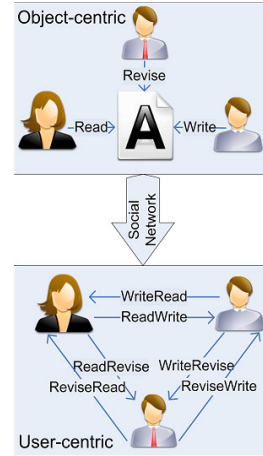 Object-centric
Revise
Read
A
Write
Social
Network
WriteRead
ReadWrite
ReadRevise
WriteRevise
ReviseRead
ReviseWrite
User-centric